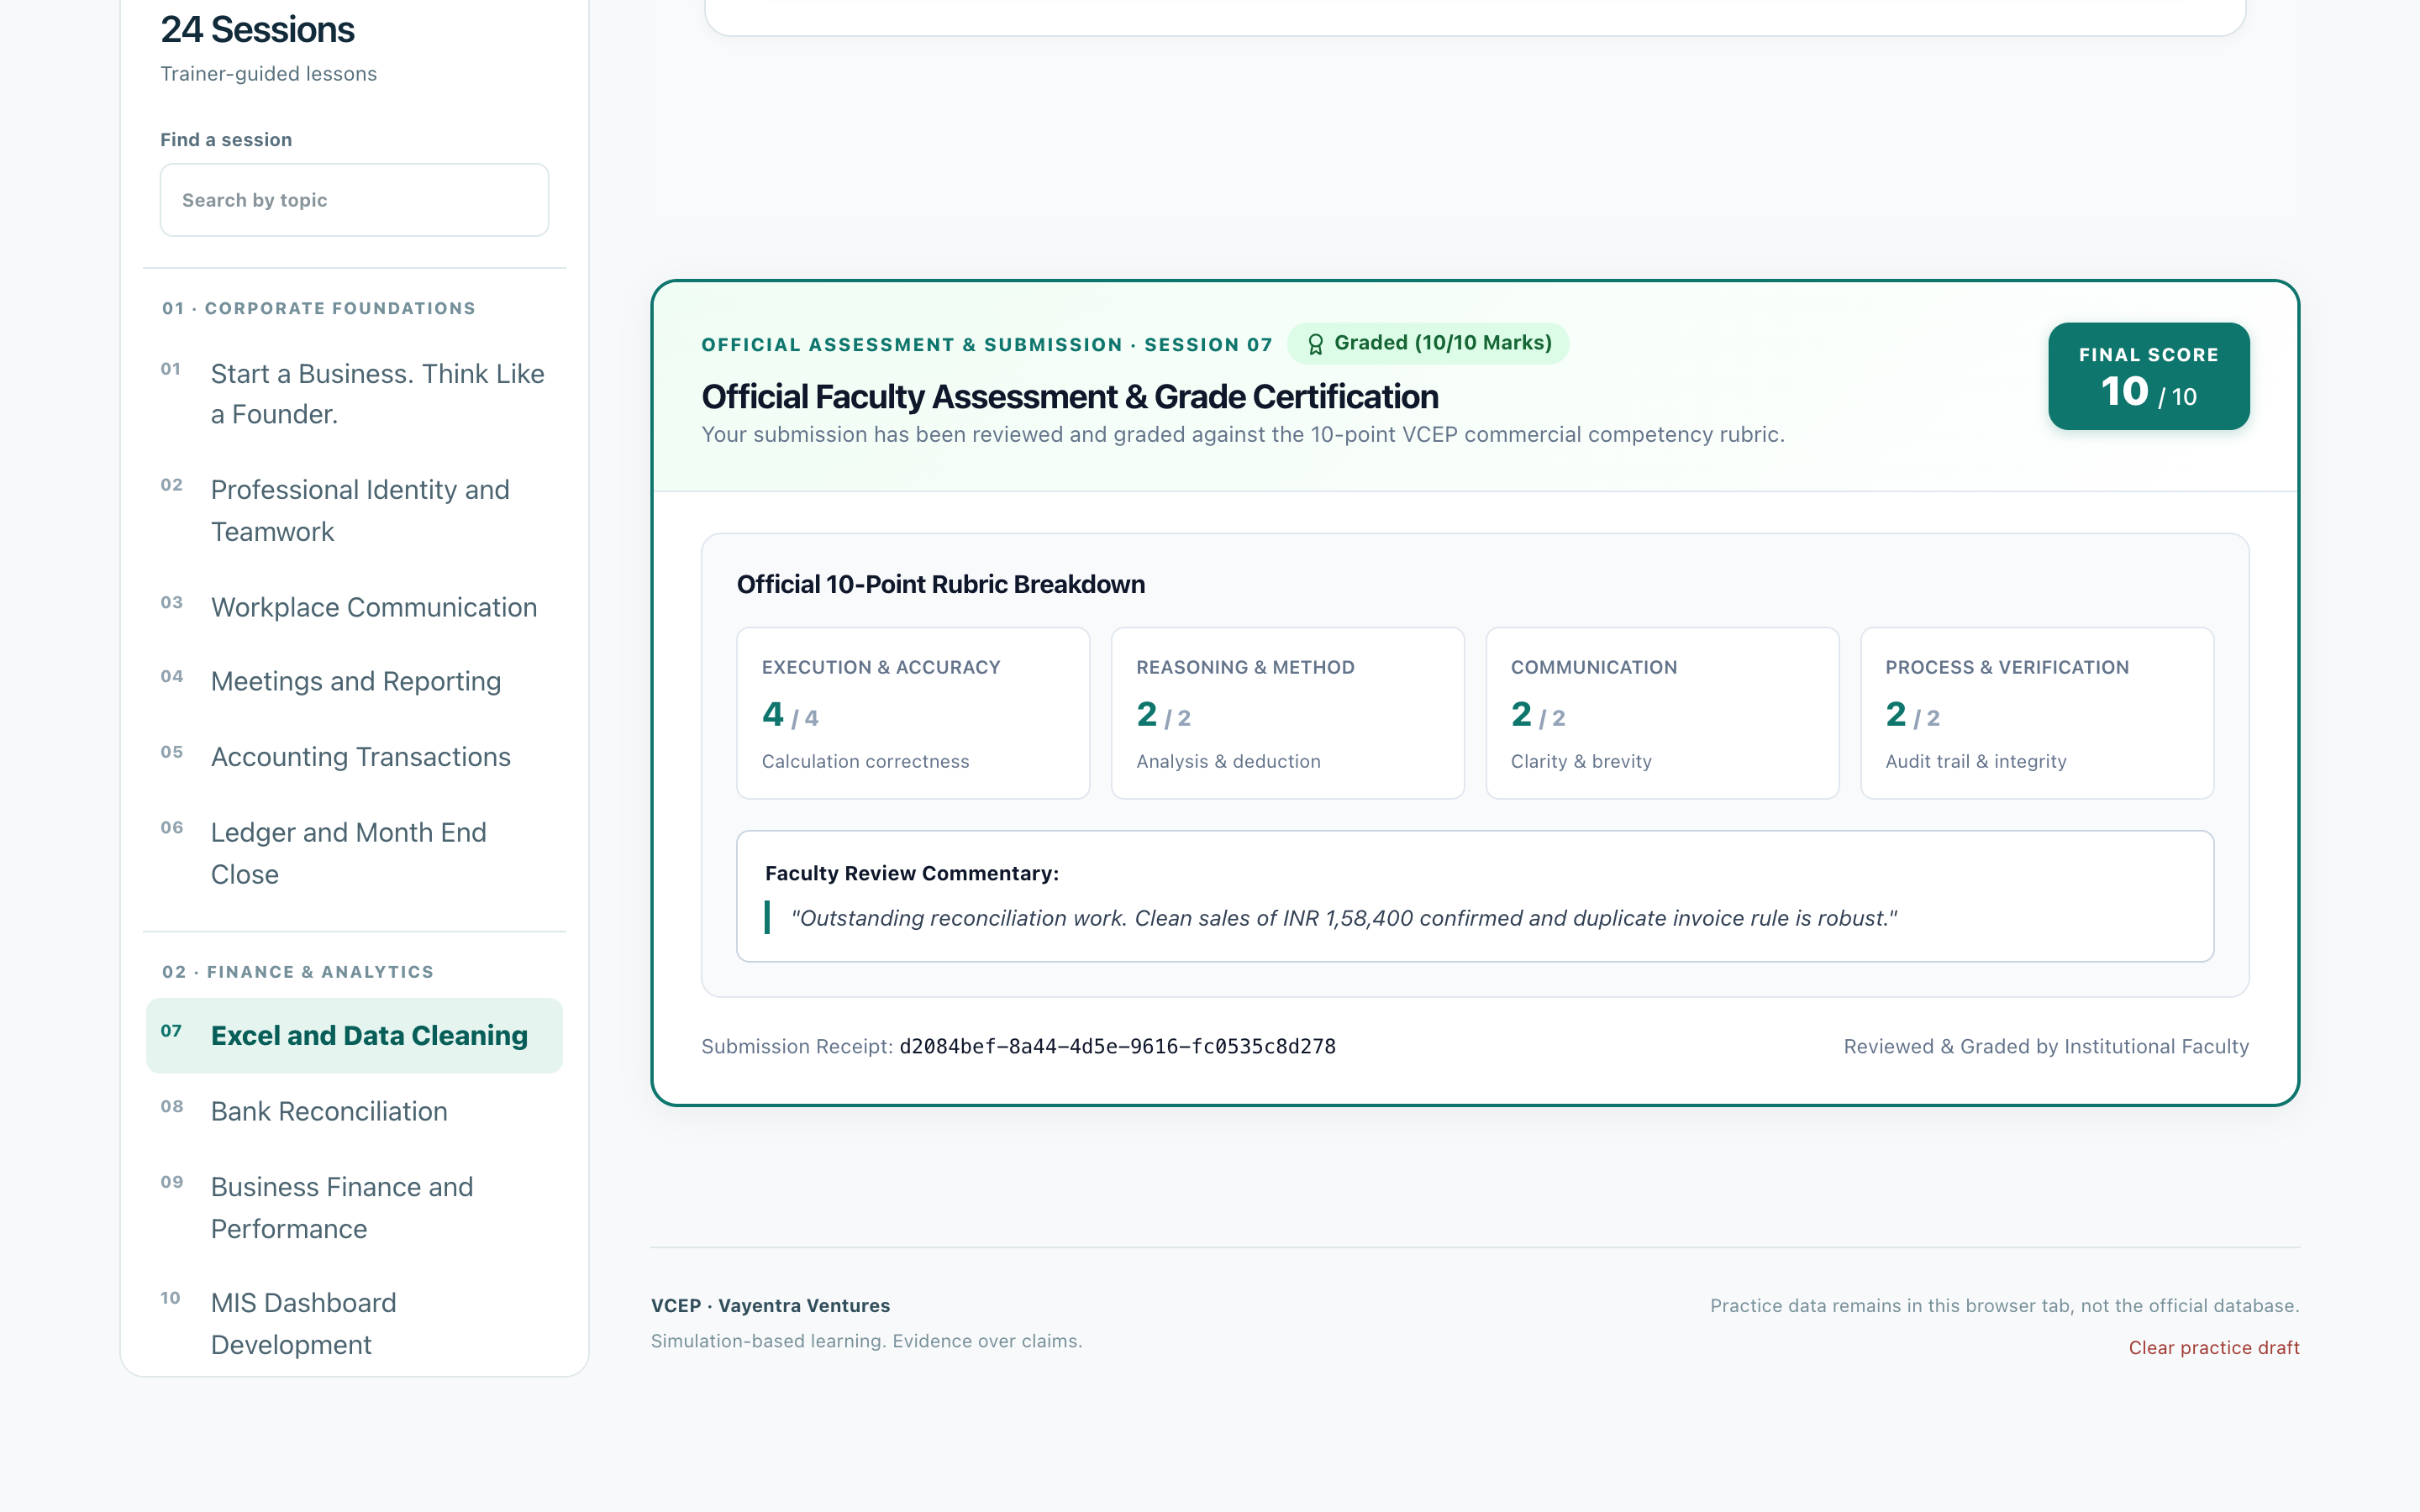 24 Sessions
Trainer-guided lessons
Find a session
Search by topic
01 · CORPORATE FOUNDATIONS
01 Start a Business. Think Like
a Founder.
02 Professional Identity and
Teamwork
03 Workplace Communication
04 Meetings and Reporting
05 Accounting Transactions
06 Ledger and Month End
Close
02 · FINANCE & ANALYTICS
07 Excel and Data Cleaning
08 Bank Reconciliation
09 Business Finance and
Performance
10 MIS Dashboard
Development
OFFICIAL ASSESSMENT & SUBMISSION · SESSION 07 Graded (10/10 Marks)
Official Faculty Assessment & Grade Certification
Your submission has been reviewed and graded against the 10-point VCEP commercial competency rubric.
FINAL SCORE
10 / 10
Official 10-Point Rubric Breakdown
EXECUTION & ACCURACY
4 / 4
Calculation correctness
REASONING & METHOD
2 / 2
Analysis & deduction
COMMUNICATION
2 / 2
Clarity & brevity
PROCESS & VERIFICATION
2 / 2
Audit trail & integrity
Faculty Review Commentary:
"Outstanding reconciliation work. Clean sales of INR 1,58,400 confirmed and duplicate invoice rule is robust."
Submission Receipt: d2084bef-8a44-4d5e-9616-fc0535c8d278
Reviewed & Graded by Institutional Faculty
VCEP · Vayentra Ventures
Simulation-based learning. Evidence over claims.
Practice data remains in this browser tab, not the official database.
Clear practice draft